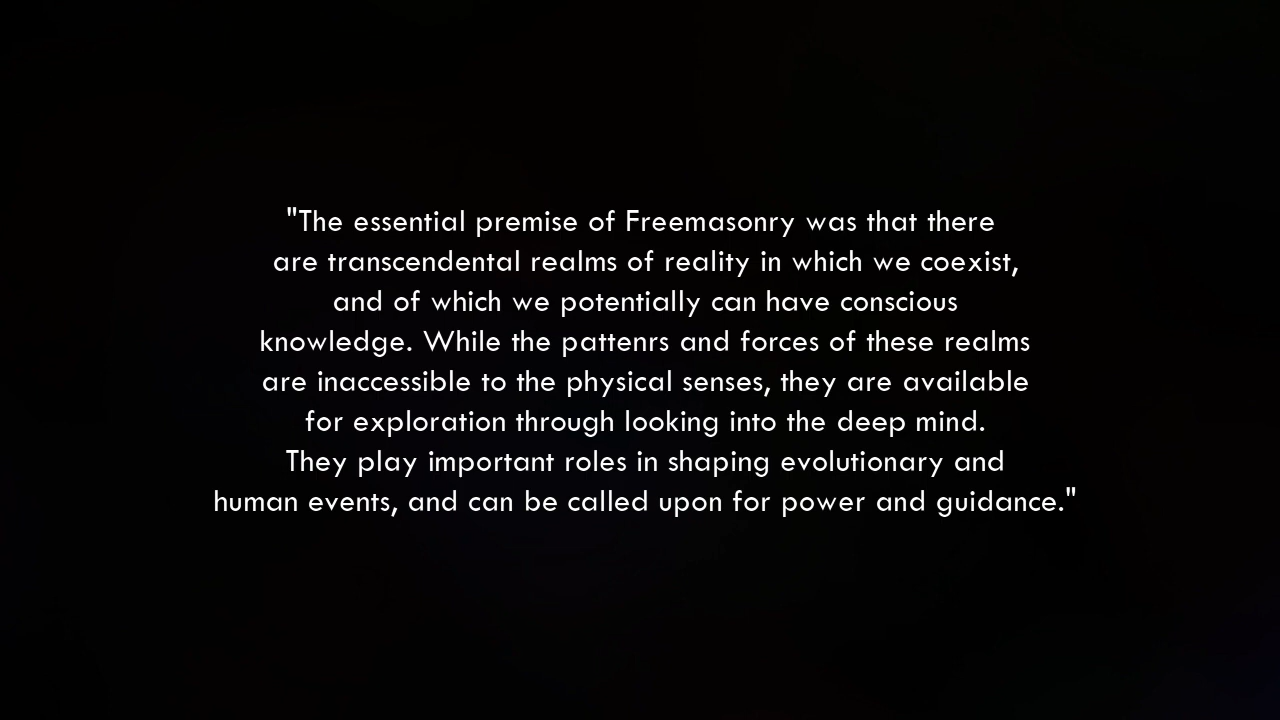 "The essential premise of Freemasonry was that there
are transcendental realms of reality in which we coexist,
and of which we potentially can have conscious
knowledge. While the pattenrs and forces of these realms
are inaccessible to the physical senses, they are available
for exploration through looking into the deep mind.
They play important roles in shaping evolutionary and
human events, and can be called upon for power and guidance."